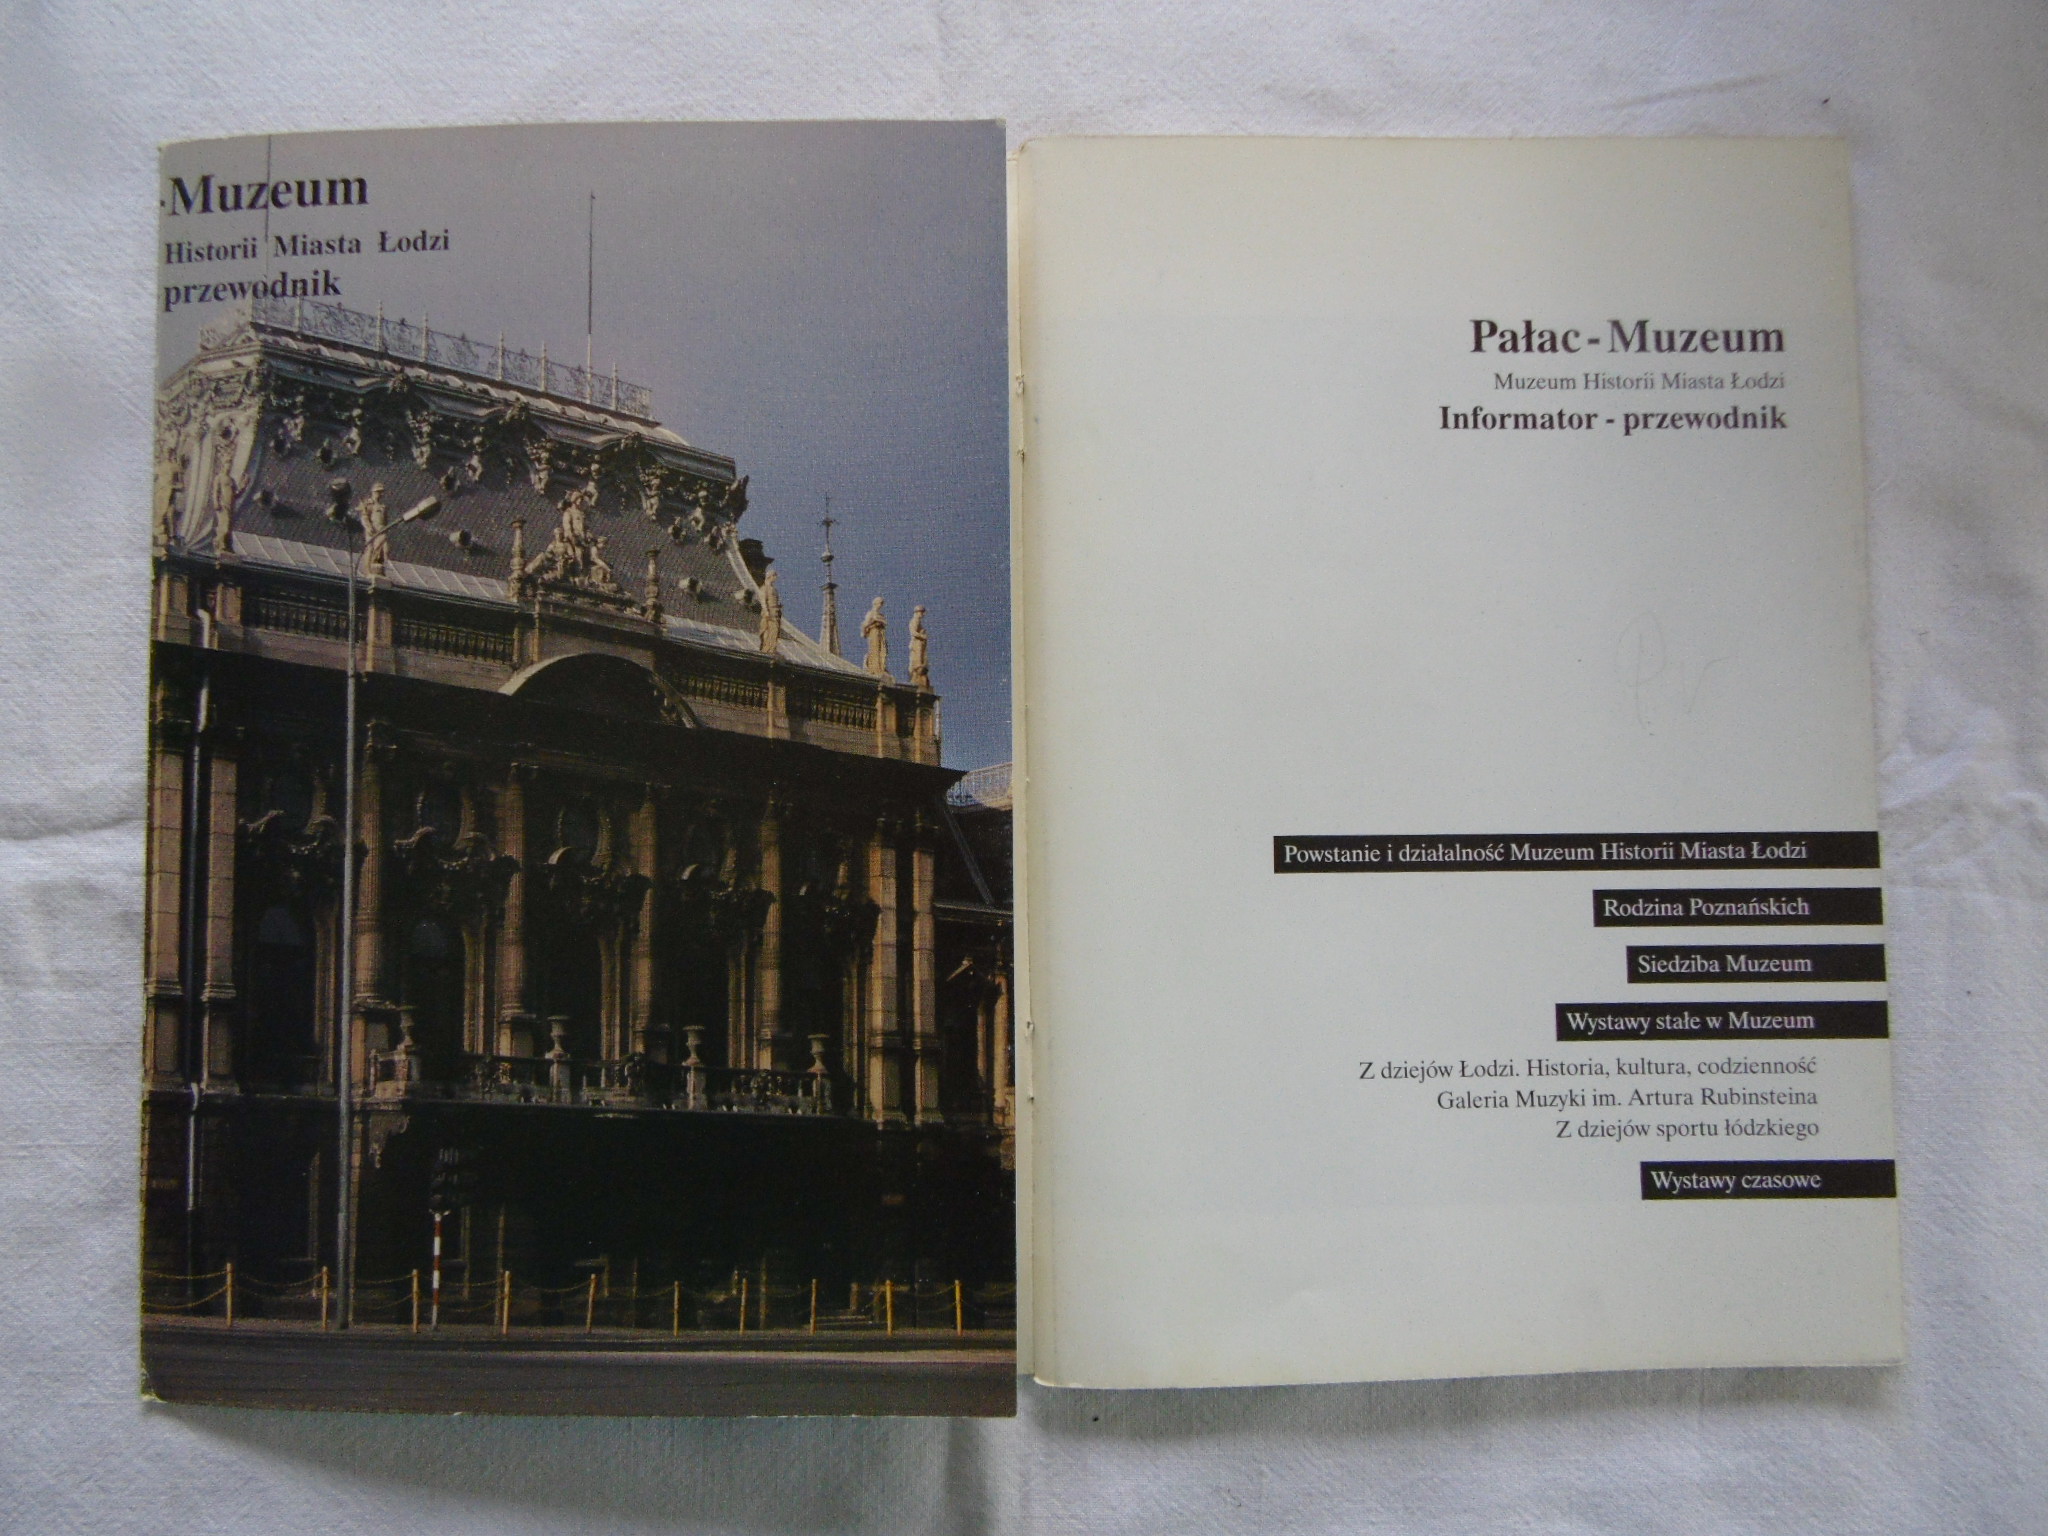 Muzeum
Historii Miasta Łodzi
przewodnik
Pałac - Muzeum
Muzeum Historii Miasta Łodzi
Informator - przewodnik
Powstanie i działalność Muzeum Historii Miasta Łodzi
Rodzina Poznańskich
Siedziba Muzeum
Wystawy stałe w Muzeum
Z dziejów Łodzi. Historia, kultura, codzienność
Galeria Muzyki im. Artura Rubinsteina
Z dziejów sportu łódzkiego
Wystawy czasowe